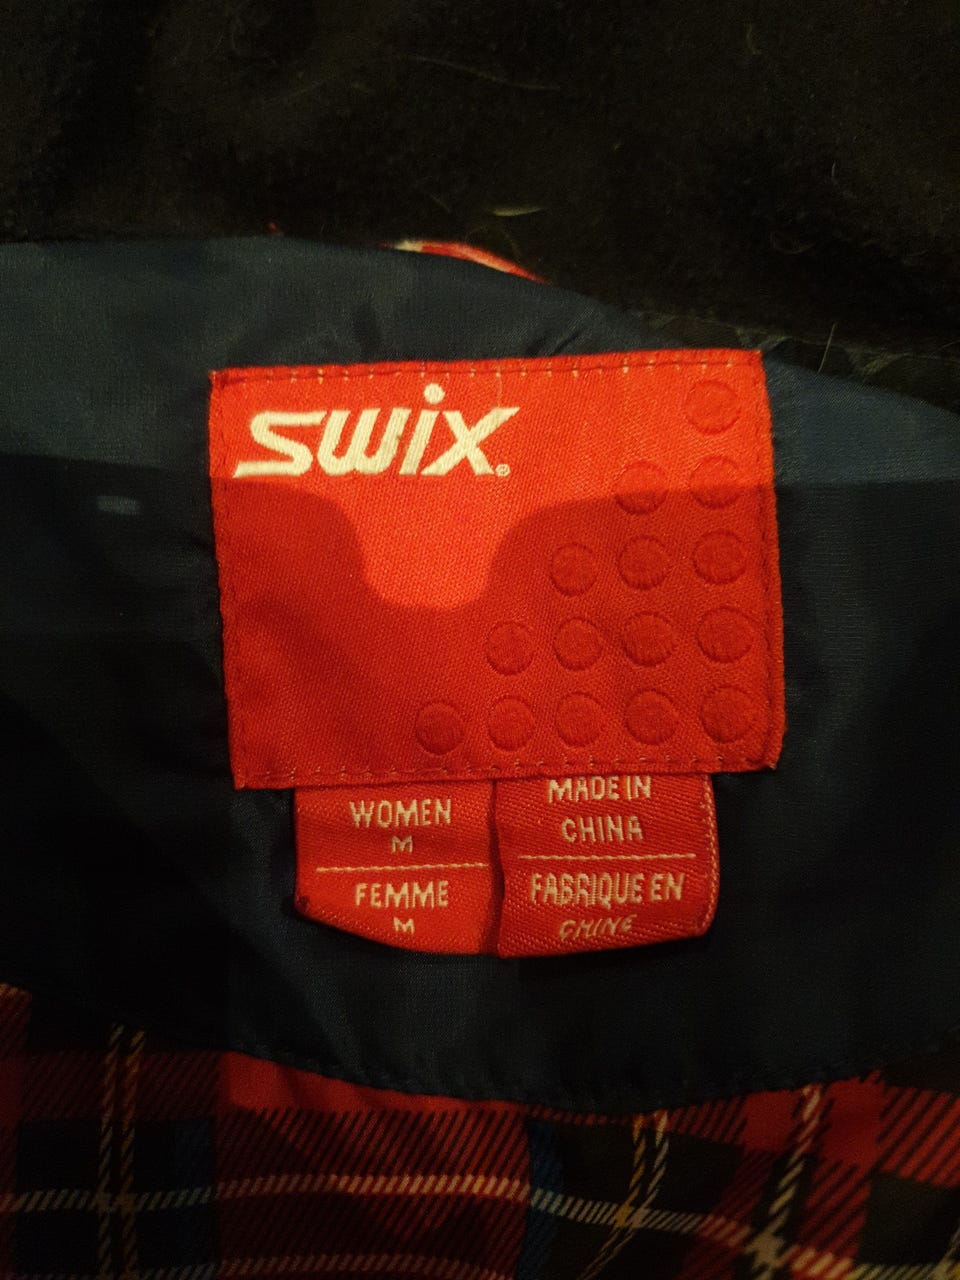 SWIX®
WOMEN
M
FEMME
M
MADE IN
CHINA
FABRIQUE EN
CHINE